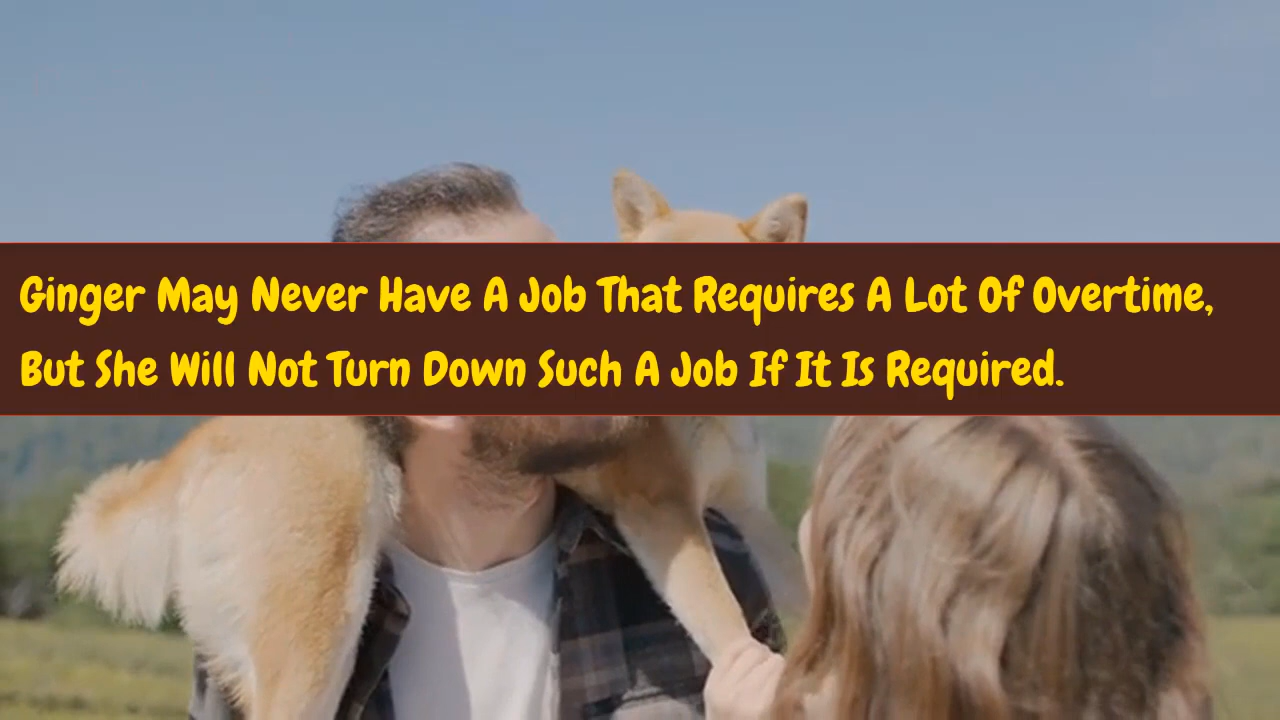 Ginger May Never Have A Job That Requires A Lot Of Overtime,
But She Will Not Turn Down Such A Job If It Is Required.